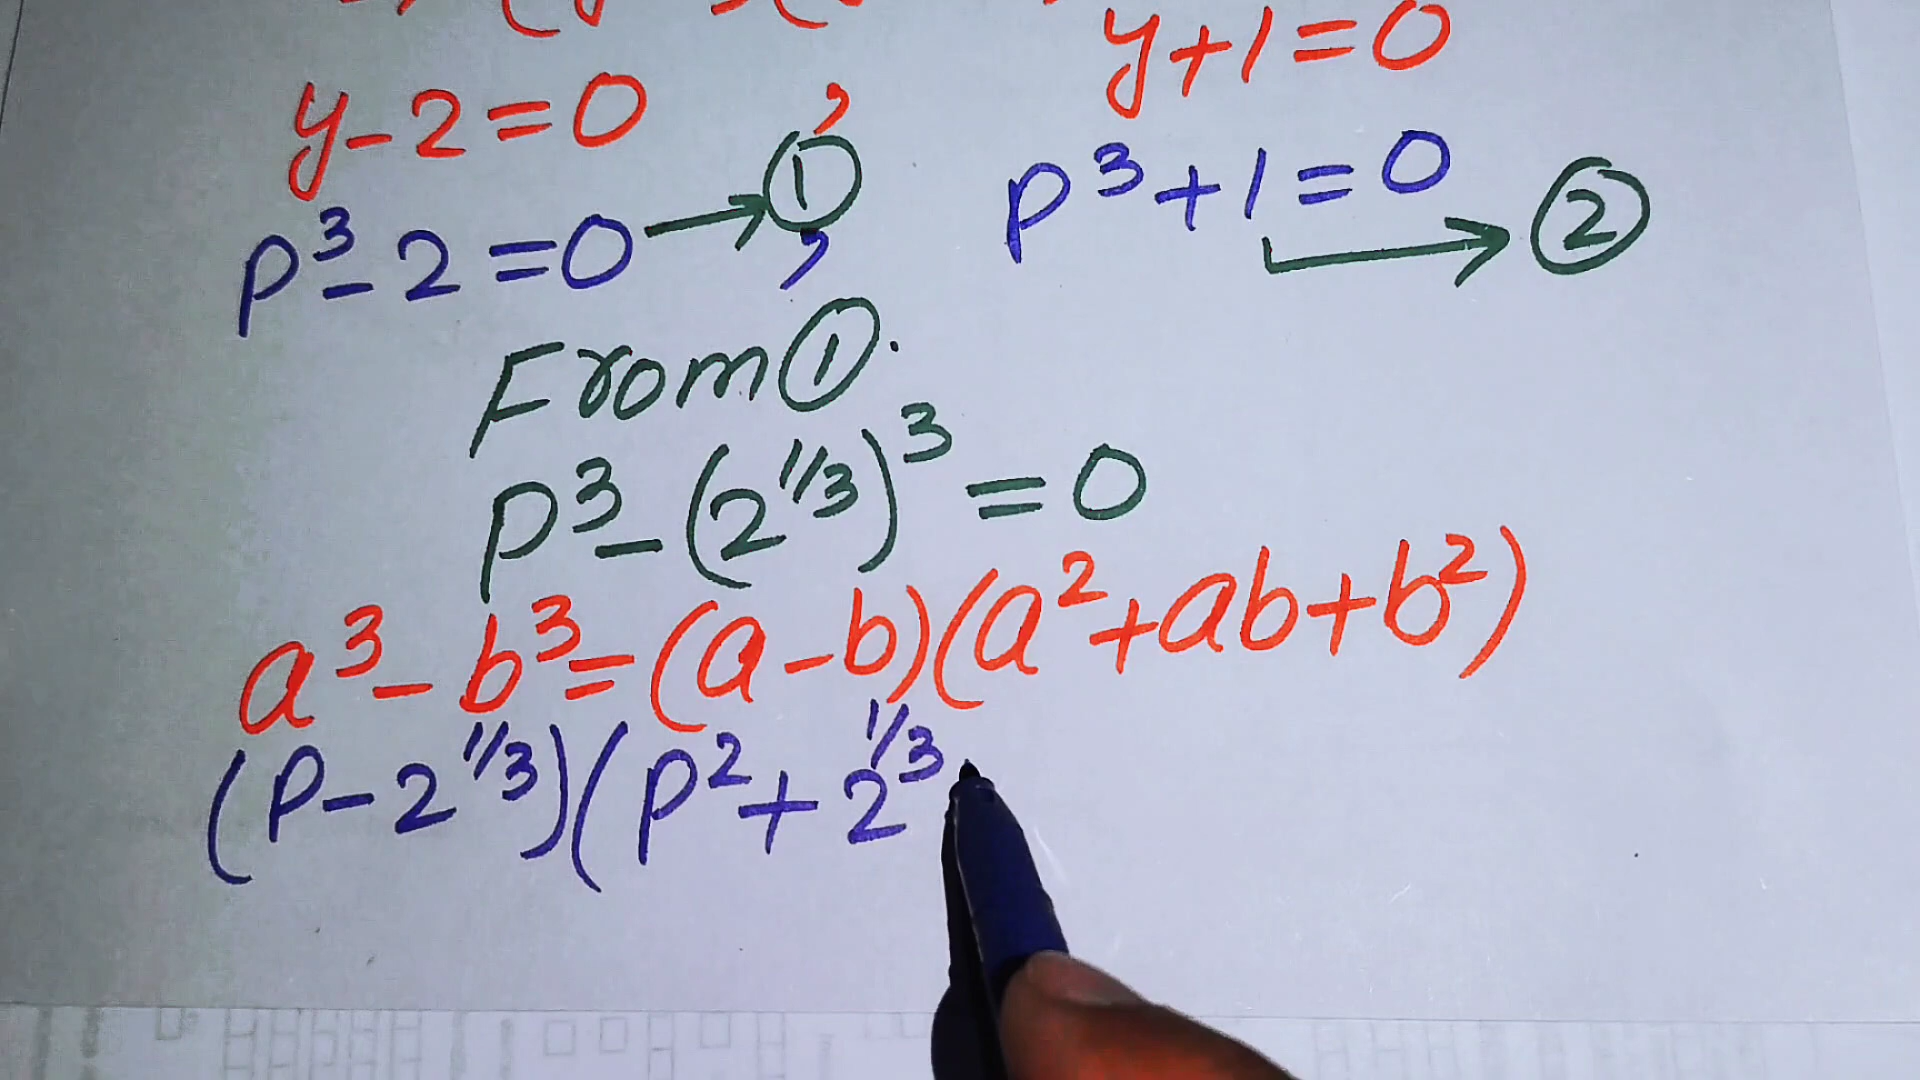 y-2=0 , y+1=0
p³-2=0 → ① , p³+1=0 → ②
From ①.
p³-(2^1/3)³=0
a³-b³=(a-b)(a²+ab+b²)
(p-2^1/3)(p²+2^1/3